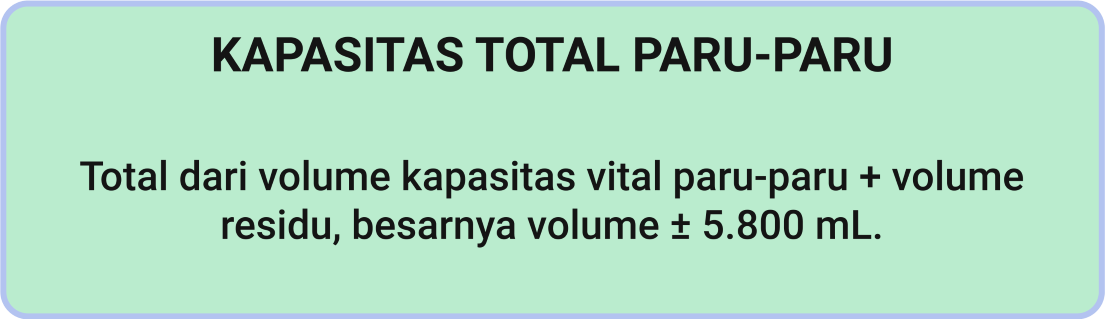 KAPASITAS TOTAL PARU-PARU
Total dari volume kapasitas vital paru-paru + volume
residu, besarnya volume ± 5.800 mL.